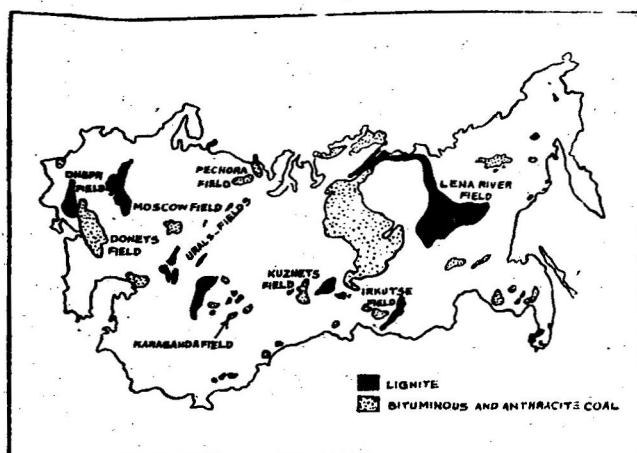 PECHORA
FIELD
DNEPR
FIELD
LENA RIVER
FIELD
MOSCOW FIELD
URALS FIELDS
DONETS
FIELD
KUZNETS
FIELD
IRKUTSE
FIELD
KARAGANDA FIELD
LIGNITE
BITUMINOUS AND ANTHRACITE COAL